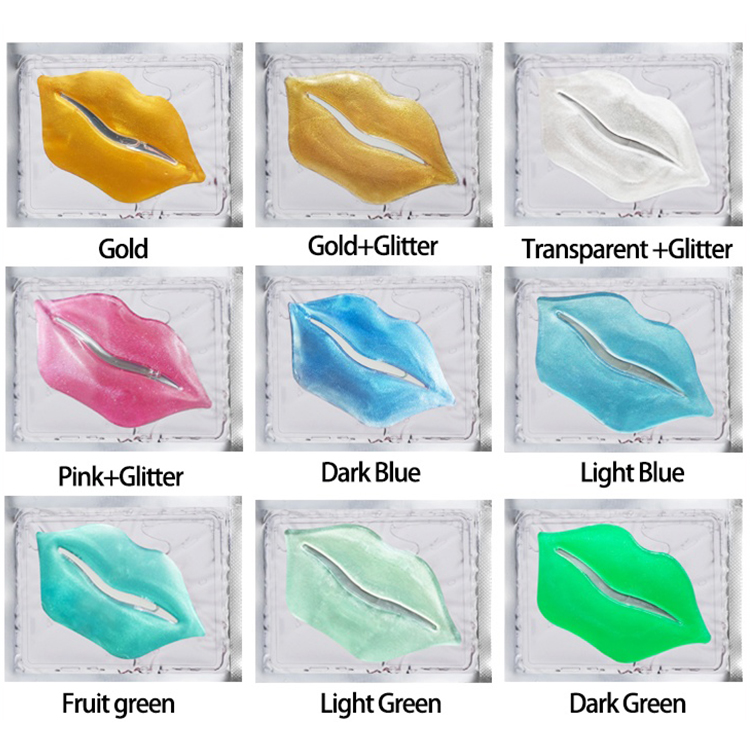 Gold
Gold+Glitter
Transparent +Glitter
Pink+Glitter
Dark Blue
Light Blue
Fruit green
Light Green
Dark Green